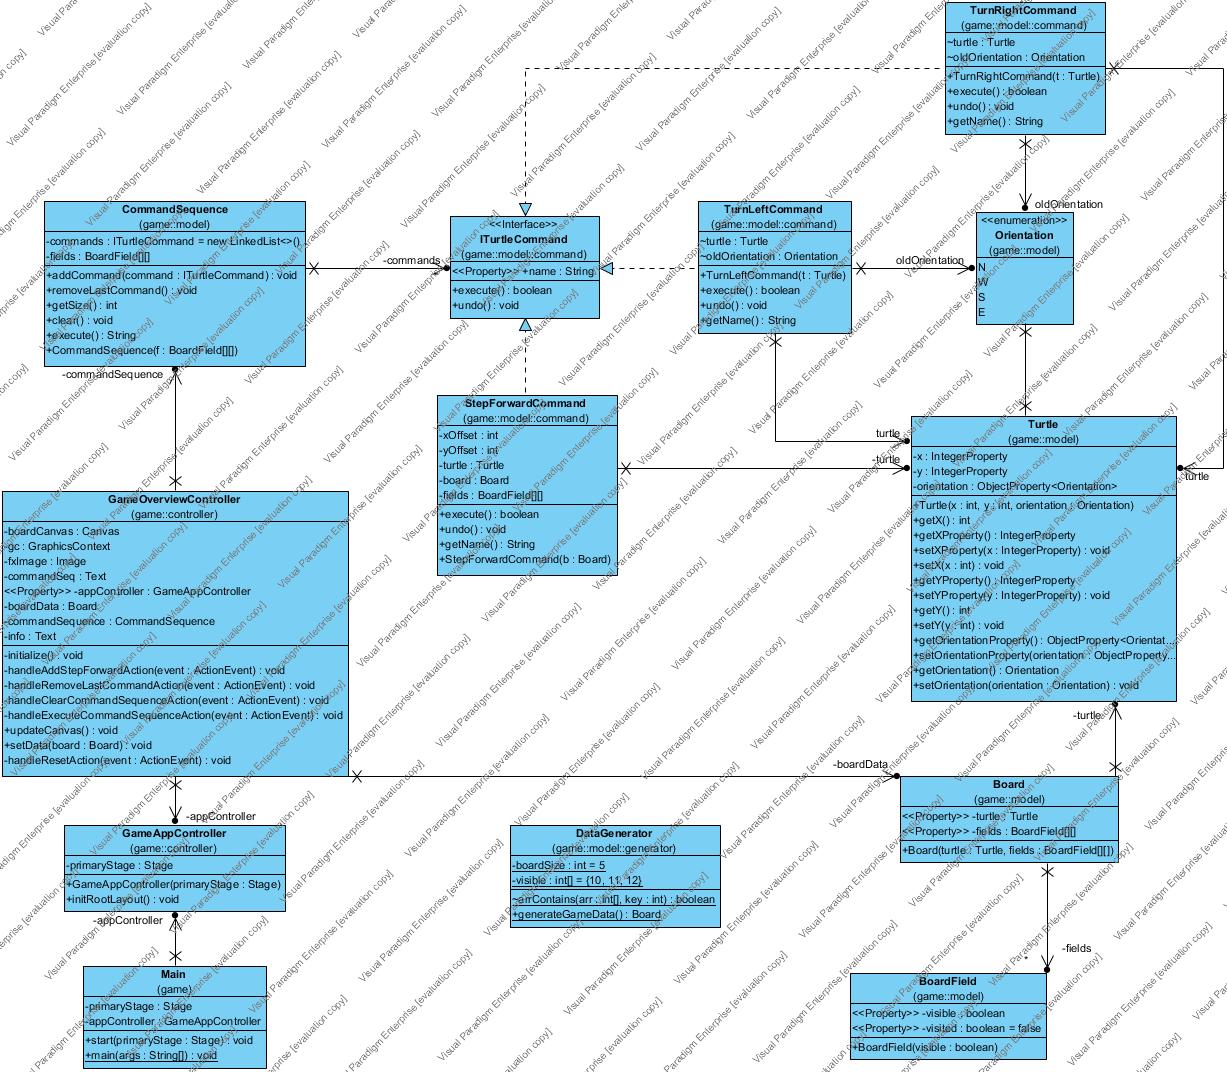 TurnRightCommand
(game::model::command)
~turtle : Turtle
~oldOrientation : Orientation
+TurnRightCommand(t : Turtle)
+execute() : boolean
+undo() : void
+getName() : String
CommandSequence
(game::model)
-commands : ITurtleCommand = new LinkedList<>()
-fields : BoardField[][]
+addCommand(command : ITurtleCommand) : void
+removeLastCommand() : void
+getSize() : int
+clear() : void
+execute() : String
+CommandSequence(f : BoardField[][])
-commands
<<Interface>>
ITurtleCommand
(game::model::command)
<<Property>> +name : String
+execute() : boolean
+undo() : void
TurnLeftCommand
(game::model::command)
~turtle : Turtle
~oldOrientation : Orientation
+TurnLeftCommand(t : Turtle)
+execute() : boolean
+undo() : void
+getName() : String
oldOrientation
oldOrientation
<<enumeration>>
Orientation
(game::model)
N
W
S
E
-commandSequence
StepForwardCommand
(game::model::command)
-xOffset : int
-yOffset : int
-turtle : Turtle
-board : Board
-fields : BoardField[][]
+execute() : boolean
+undo() : void
+getName() : String
+StepForwardCommand(b : Board)
turtle
-turtle
turtle
Turtle
(game::model)
-x : IntegerProperty
-y : IntegerProperty
-orientation : ObjectProperty<Orientation>
+Turtle(x : int, y : int, orientation : Orientation)
+getX() : int
+getXProperty() : IntegerProperty
+setXProperty(x : IntegerProperty) : void
+setX(x : int) : void
+getYProperty() : IntegerProperty
+setYProperty(y : IntegerProperty) : void
+getY() : int
+setY(y : int) : void
+getOrientationProperty() : ObjectProperty<Orientat...
+setOrientationProperty(orientation : ObjectProperty...
+getOrientation() : Orientation
+setOrientation(orientation : Orientation) : void
GameOverviewController
(game::controller)
-boardCanvas : Canvas
-gc : GraphicsContext
-fxImage : Image
-commandSeq : Text
<<Property>> -appController : GameAppController
-boardData : Board
-commandSequence : CommandSequence
-info : Text
-initialize() : void
-handleAddStepForwardAction(event : ActionEvent) : void
-handleRemoveLastCommandAction(event : ActionEvent) : void
-handleClearCommandSequenceAction(event : ActionEvent) : void
-handleExecuteCommandSequenceAction(event : ActionEvent) : void
+updateCanvas() : void
+setData(board : Board) : void
-handleResetAction(event : ActionEvent) : void
-turtle
-boardData
Board
(game::model)
<<Property>> -turtle : Turtle
<<Property>> -fields : BoardField[][]
+Board(turtle : Turtle, fields : BoardField[][])
-appController
GameAppController
(game::controller)
-primaryStage : Stage
+GameAppController(primaryStage : Stage)
+initRootLayout() : void
-appController
DataGenerator
(game::model::generator)
-boardSize : int = 5
-visible : int[] = {10, 11, 12}
-arrContains(arr : int[], key : int) : boolean
+generateGameData() : Board
-fields
*
Main
(game)
-primaryStage : Stage
-appController : GameAppController
+start(primaryStage : Stage) : void
+main(args : String[]) : void
BoardField
(game::model)
<<Property>> -visible : boolean
<<Property>> -visited : boolean = false
+BoardField(visible : boolean)
Visual Paradigm Enterprise [evaluation copy]